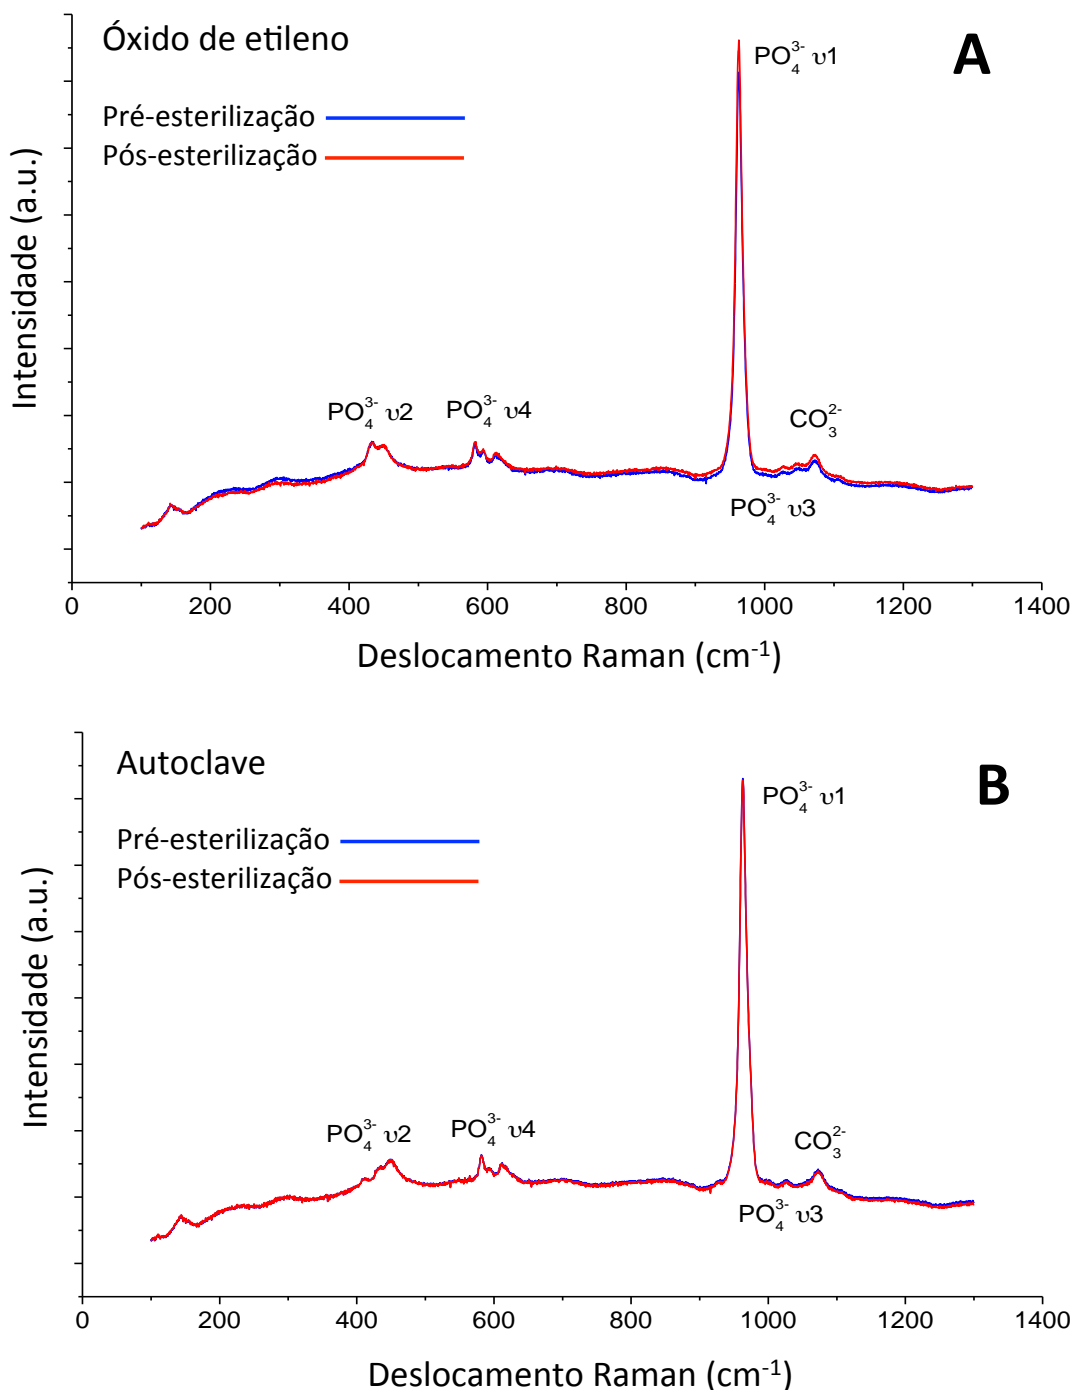 Óxido de etileno
A
PO₄³⁻ υ1
Pré-esterilização
Pós-esterilização
Intensidade (a.u.)
PO₄³⁻ υ2
PO₄³⁻ υ4
CO₃²⁻
PO₄³⁻ υ3
0 200 400 600 800 1000 1200 1400
Deslocamento Raman (cm⁻¹)
Autoclave
B
PO₄³⁻ υ1
Pré-esterilização
Pós-esterilização
Intensidade (a.u.)
PO₄³⁻ υ2
PO₄³⁻ υ4
CO₃²⁻
PO₄³⁻ υ3
0 200 400 600 800 1000 1200 1400
Deslocamento Raman (cm⁻¹)